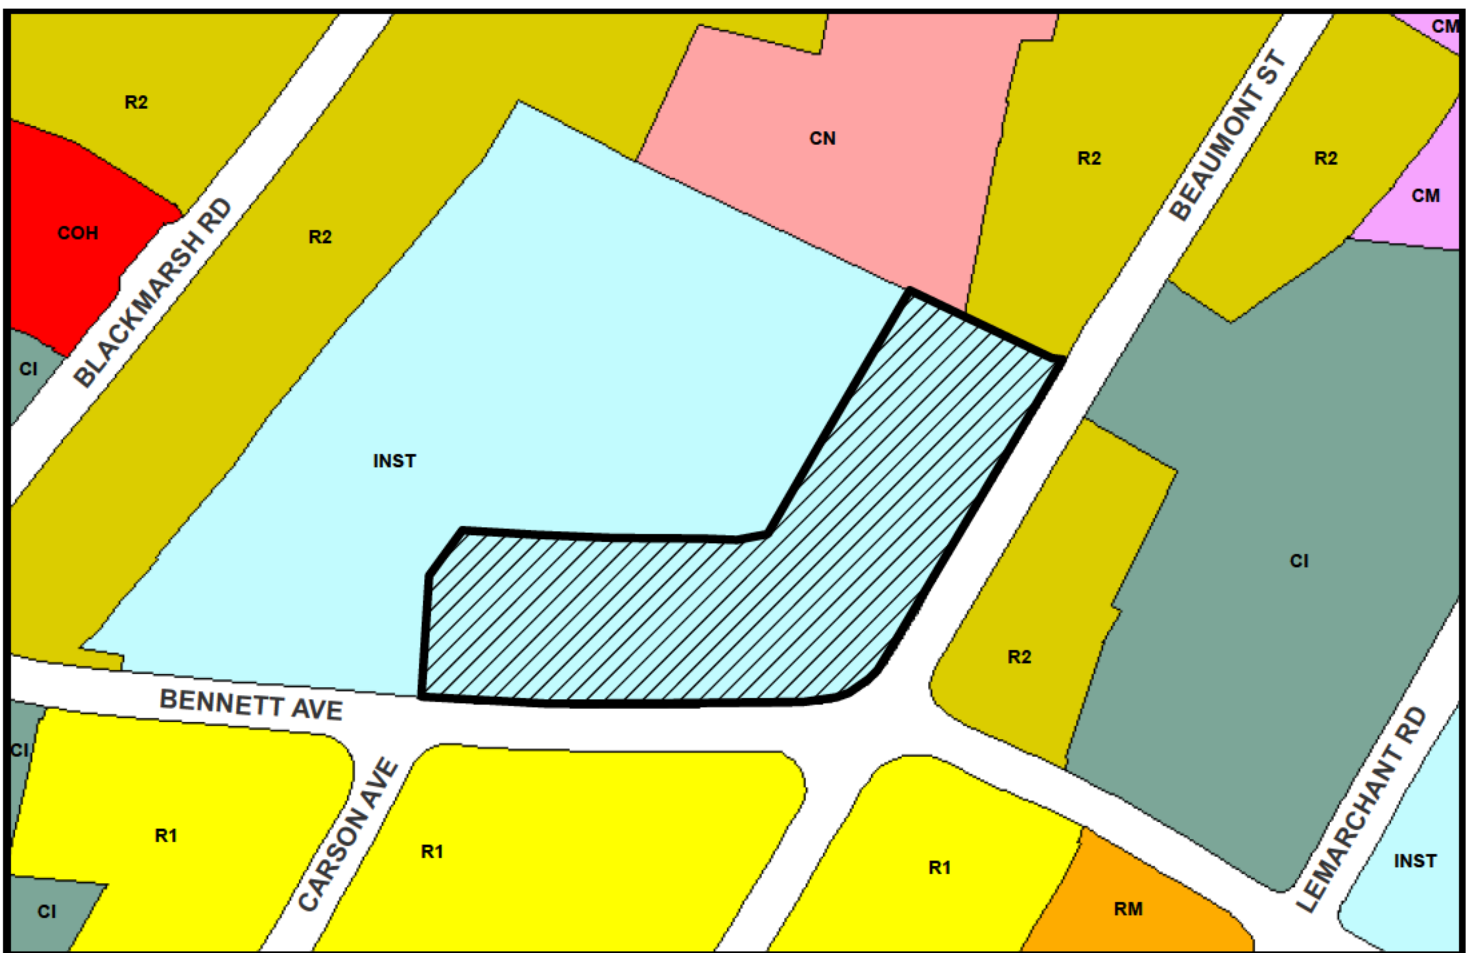 CM
R2
BEAUMONT ST
CN
R2
R2
CM
COH
R2
BLACKMARSH RD
CI
INST
CI
R2
BENNETT AVE
CI
LEMARCHANT RD
CARSON AVE
R1
R1
R1
INST
CI
RM